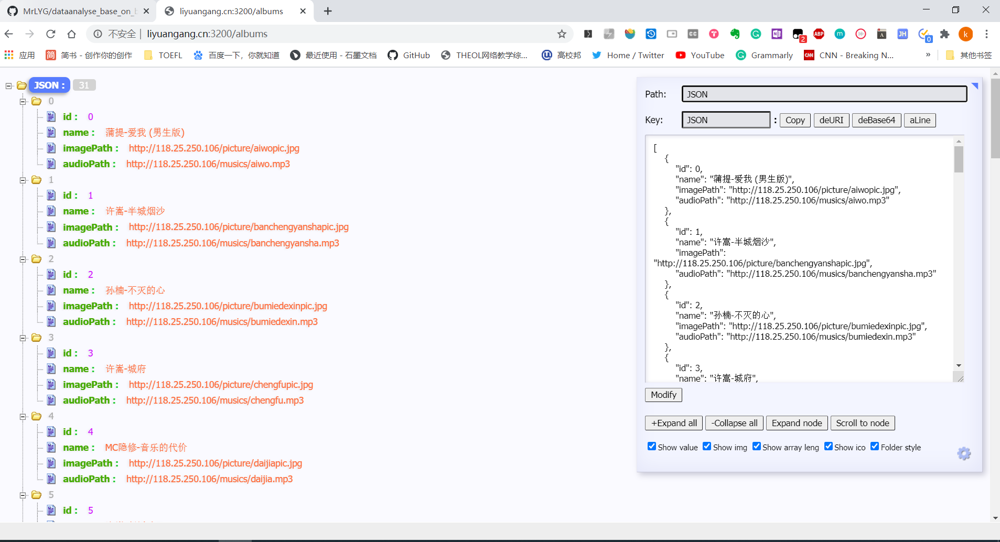 MrLYG/dataanalyse_base_on_b
liyuangang.cn:3200/albums
不安全 | liyuangang.cn:3200/albums
CC
2
ABP
m
A
JH
0
k
应用
简
简书 - 创作你的创作
TOEFL
百度一下，你就知道
最近使用 - 石墨文档
GitHub
THEOL网络教学综...
高校邦
Home / Twitter
YouTube
Grammarly
CNN
CNN - Breaking N...
»
其他书签
JSON : 31
0
id : 0
name : 蒲提-爱我 (男生版)
imagePath : http://118.25.250.106/picture/aiwopic.jpg
audioPath : http://118.25.250.106/musics/aiwo.mp3
1
id : 1
name : 许嵩-半城烟沙
imagePath : http://118.25.250.106/picture/banchengyanshapic.jpg
audioPath : http://118.25.250.106/musics/banchengyansha.mp3
2
id : 2
name : 孙楠-不灭的心
imagePath : http://118.25.250.106/picture/bumiedexinpic.jpg
audioPath : http://118.25.250.106/musics/bumiedexin.mp3
3
id : 3
name : 许嵩-城府
imagePath : http://118.25.250.106/picture/chengfupic.jpg
audioPath : http://118.25.250.106/musics/chengfu.mp3
4
id : 4
name : MC隐修-音乐的代价
imagePath : http://118.25.250.106/picture/daijiapic.jpg
audioPath : http://118.25.250.106/musics/daijia.mp3
5
id : 5
Path: JSON
Key: JSON : Copy deURI deBase64 aLine
[
{
"id": 0,
"name": "蒲提-爱我 (男生版)",
"imagePath": "http://118.25.250.106/picture/aiwopic.jpg",
"audioPath": "http://118.25.250.106/musics/aiwo.mp3"
},
{
"id": 1,
"name": "许嵩-半城烟沙",
"imagePath":
"http://118.25.250.106/picture/banchengyanshapic.jpg",
"audioPath": "http://118.25.250.106/musics/banchengyansha.mp3"
},
{
"id": 2,
"name": "孙楠-不灭的心",
"imagePath": "http://118.25.250.106/picture/bumiedexinpic.jpg",
"audioPath": "http://118.25.250.106/musics/bumiedexin.mp3"
},
{
"id": 3,
"name": "许嵩-城府",
Modify
+Expand all -Collapse all Expand node Scroll to node
Show value Show img Show array leng Show ico Folder style